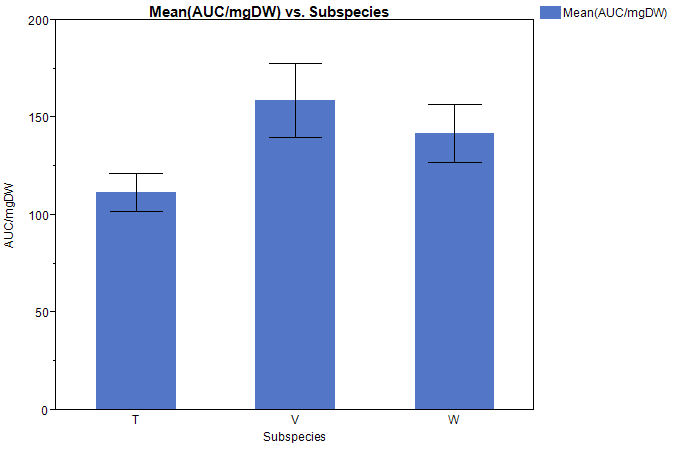 Mean(AUC/mgDW) vs. Subspecies
Mean(AUC/mgDW)
200
150
100
50
0
AUC/mgDW
T V W
Subspecies